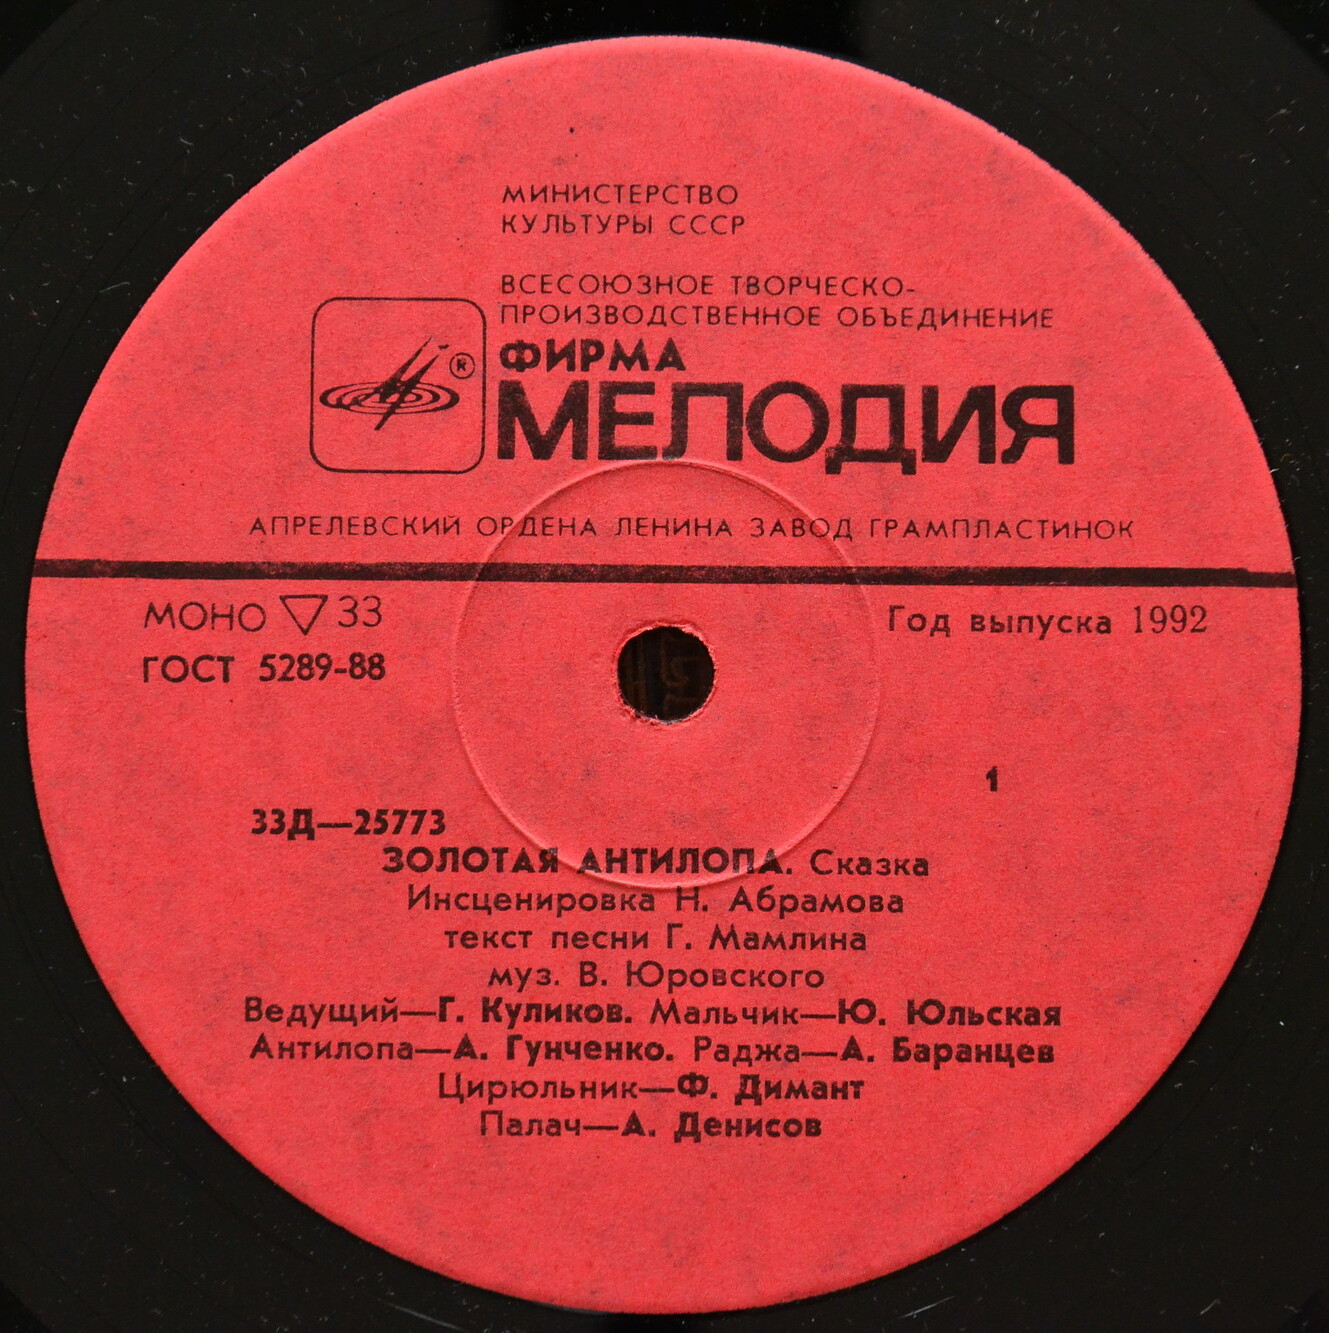 МИНИСТЕРСТВО
КУЛЬТУРЫ СССР
ВСЕСОЮЗНОЕ ТВОРЧЕСКО-
ПРОИЗВОДСТВЕННОЕ ОБЪЕДИНЕНИЕ
ФИРМА
®
МЕЛОДИЯ
АПРЕЛЕВСКИЙ ОРДЕНА ЛЕНИНА ЗАВОД ГРАМПЛАСТИНОК
МОНО ▽ 33
Год выпуска 1992
ГОСТ 5289-88
1
33Д—25773
ЗОЛОТАЯ АНТИЛОПА. Сказка
Инсценировка Н. Абрамова
текст песни Г. Мамлина
муз. В. Юровского
Ведущий—Г. Куликов. Мальчик—Ю. Юльская
Антилопа—А. Гунченко. Раджа—А. Баранцев
Цирюльник—Ф. Димант
Палач—А. Денисов